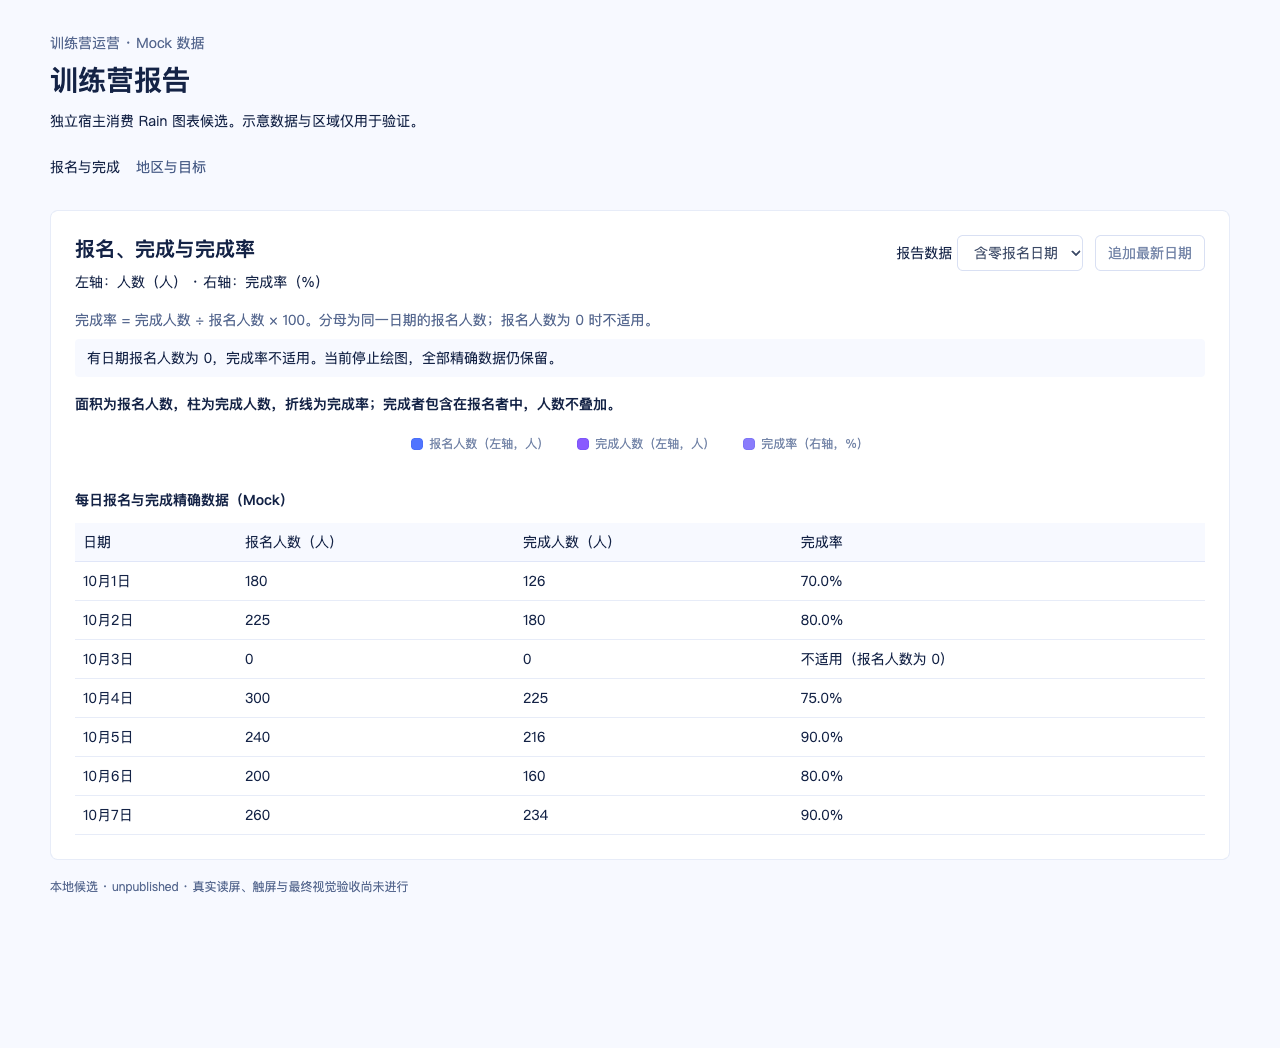 训练营运营 · Mock 数据
训练营报告
独立宿主消费 Rain 图表候选。示意数据与区域仅用于验证。
报名与完成 地区与目标
报名、完成与完成率
报告数据 含零报名日期 追加最新日期
左轴：人数（人） · 右轴：完成率（%）
完成率 = 完成人数 ÷ 报名人数 × 100。分母为同一日期的报名人数；报名人数为 0 时不适用。
有日期报名人数为 0，完成率不适用。当前停止绘图，全部精确数据仍保留。
面积为报名人数，柱为完成人数，折线为完成率；完成者包含在报名者中，人数不叠加。
报名人数（左轴，人） 完成人数（左轴，人） 完成率（右轴，%）
每日报名与完成精确数据（Mock）
日期 报名人数（人） 完成人数（人） 完成率
10月1日 180 126 70.0%
10月2日 225 180 80.0%
10月3日 0 0 不适用（报名人数为 0）
10月4日 300 225 75.0%
10月5日 240 216 90.0%
10月6日 200 160 80.0%
10月7日 260 234 90.0%
本地候选 · unpublished · 真实读屏、触屏与最终视觉验收尚未进行